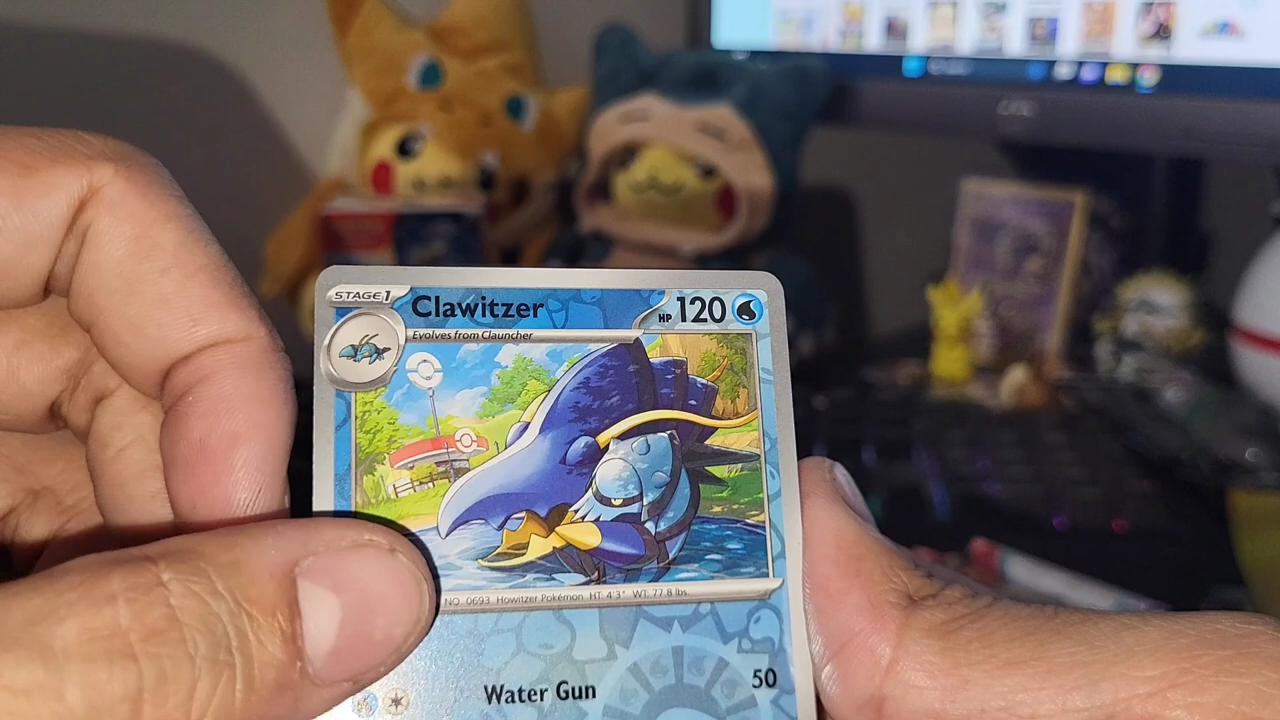 STAGE1
Clawitzer
HP 120
Evolves from Clauncher
NO. 0693 Howitzer Pokémon HT: 4'3" WT: 77.8 lbs.
Water Gun 50